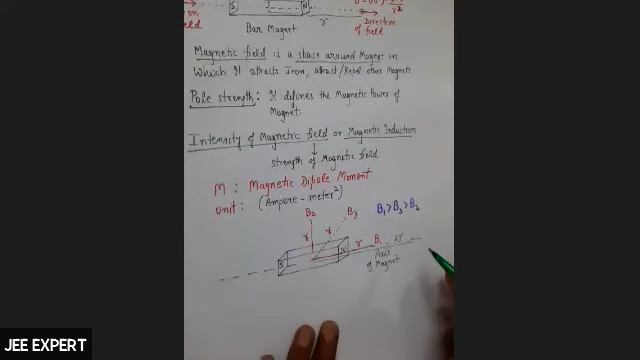 S
N
r
r²
Direction
of field
field
Bar Magnet
Magnetic field is a space around Magnet in
Which It attracts Iron, attract/Repel other Magnets
Pole strength: It defines the Magnetic Power of
Magnet.
Intensity of Magnetic field or Magnetic Induction
strength of Magnetic field
M: Magnetic Dipole Moment
Unit: (Ampere-meter²)
B₂ B₃ B₁>B₃>B₂
r r
S N r B₁
Axis
of Magnet
JEE EXPERT